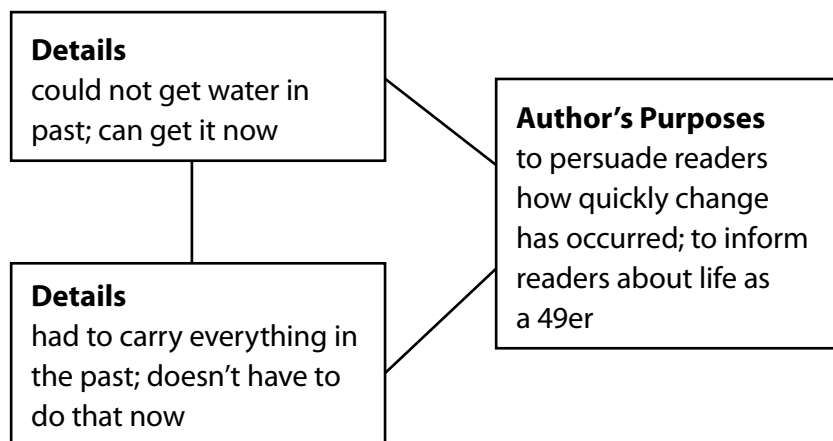 Details
could not get water in
past; can get it now
Details
had to carry everything in
the past; doesn’t have to
do that now
Author’s Purposes
to persuade readers
how quickly change
has occurred; to inform
readers about life as
a 49er